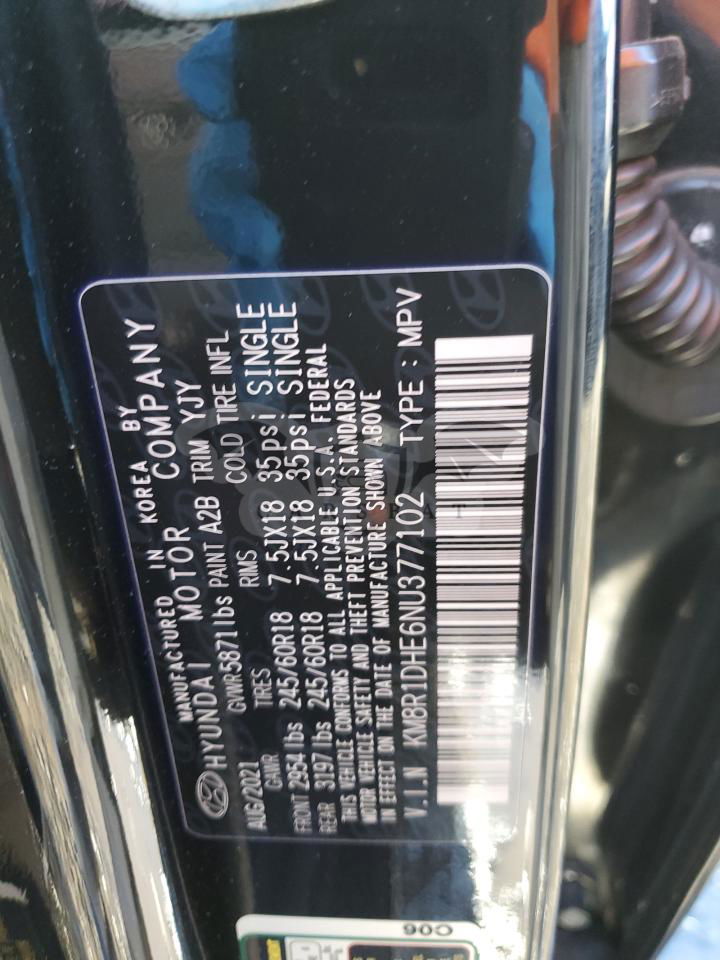 MANUFACTURED IN KOREA BY
HYUNDAI MOTOR COMPANY
AUG/2021 GVWR 5871 lbs PAINT A2B TRIM YJY
GAWR TIRES RIMS COLD TIRE INFL
FRONT 2954 lbs 245/60R18 7.5JX18 35psi SINGLE
REAR 3197 lbs 245/60R18 7.5JX18 35psi SINGLE
THIS VEHICLE CONFORMS TO ALL APPLICABLE U.S.A. FEDERAL
MOTOR VEHICLE SAFETY AND THEFT PREVENTION STANDARDS
IN EFFECT ON THE DATE OF MANUFACTURE SHOWN ABOVE
V.I.N KM8R1DHE6NU377102 TYPE : MPV
C06